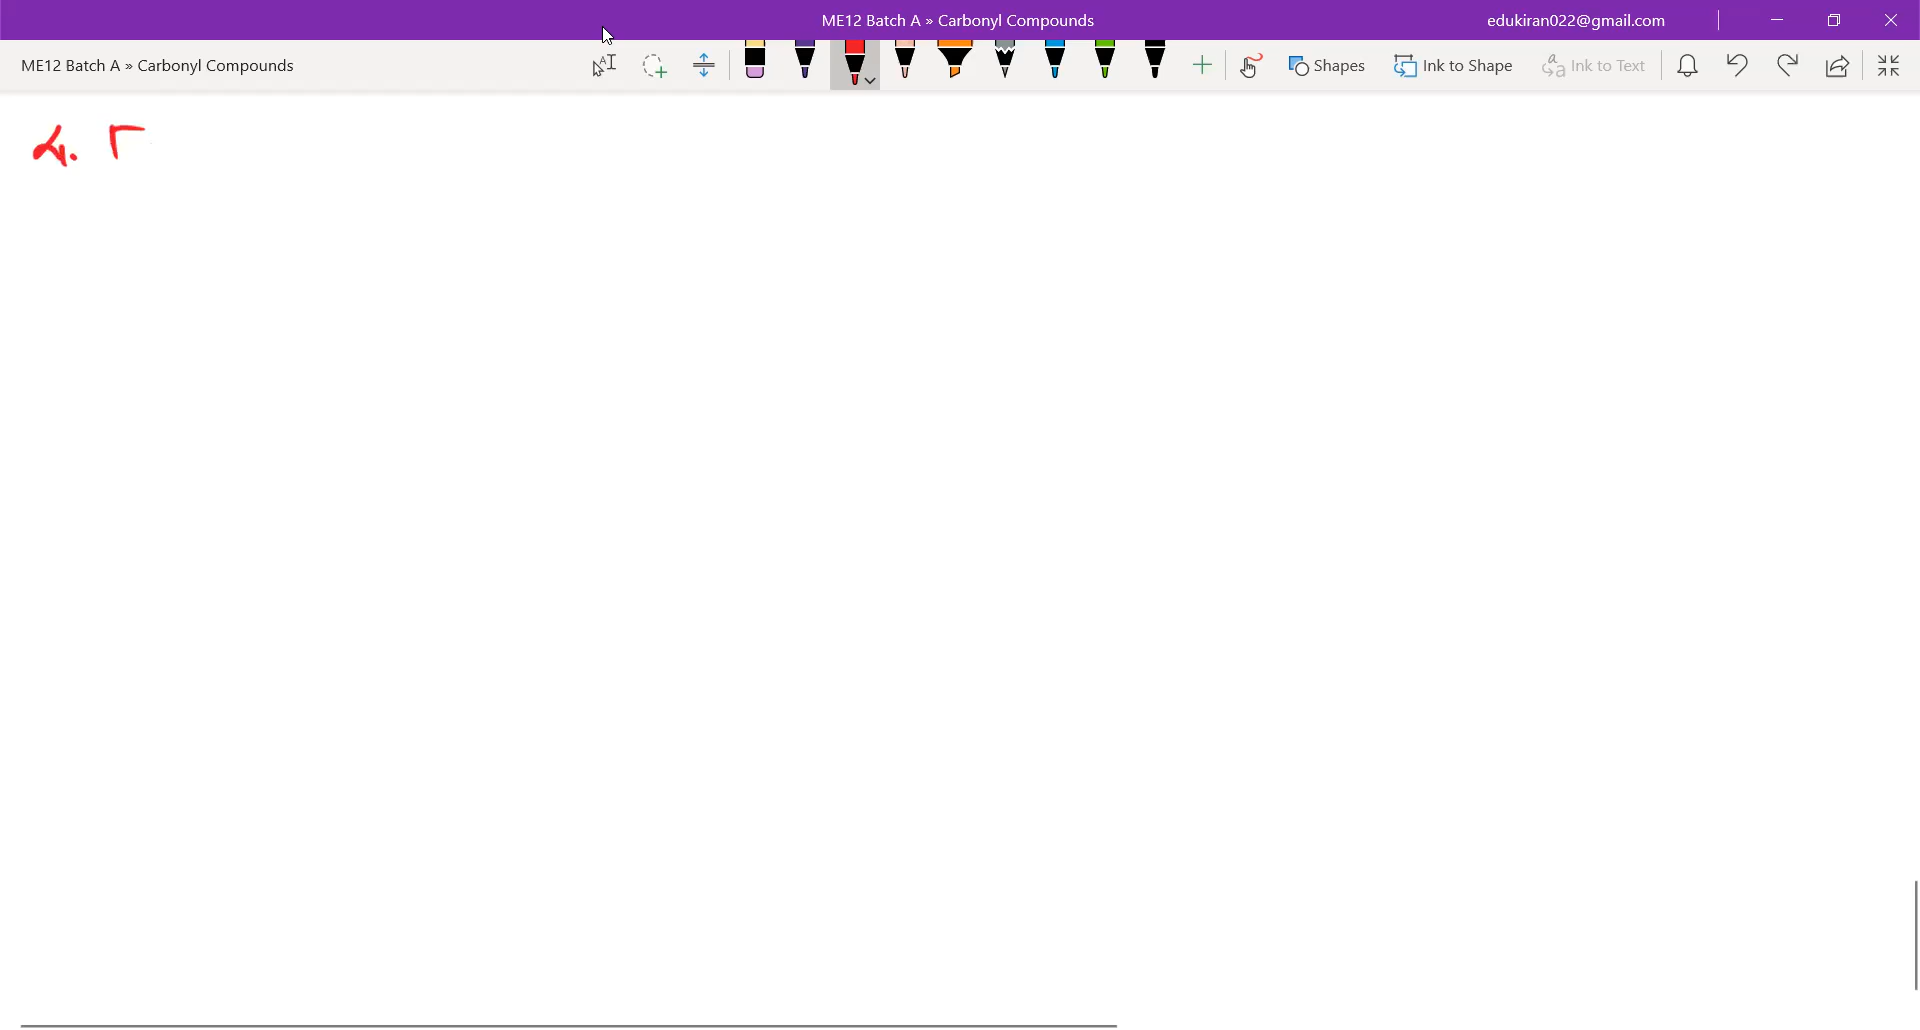 ME12 Batch A » Carbonyl Compounds
edukiran022@gmail.com
ME12 Batch A » Carbonyl Compounds
Shapes
Ink to Shape
Ink to Text